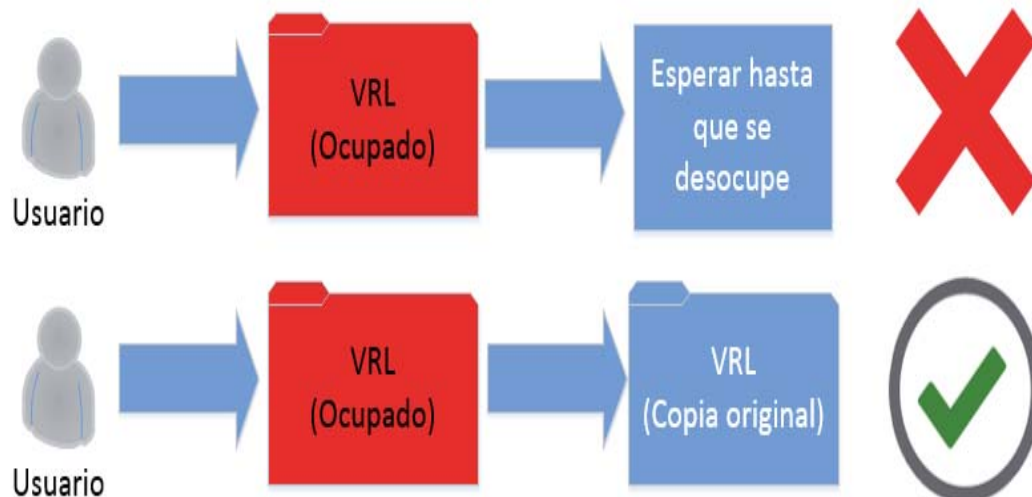 VRL
(Ocupado)
Esperar hasta
que se
desocupe
Usuario
VRL
(Ocupado)
VRL
(Copia original)
Usuario